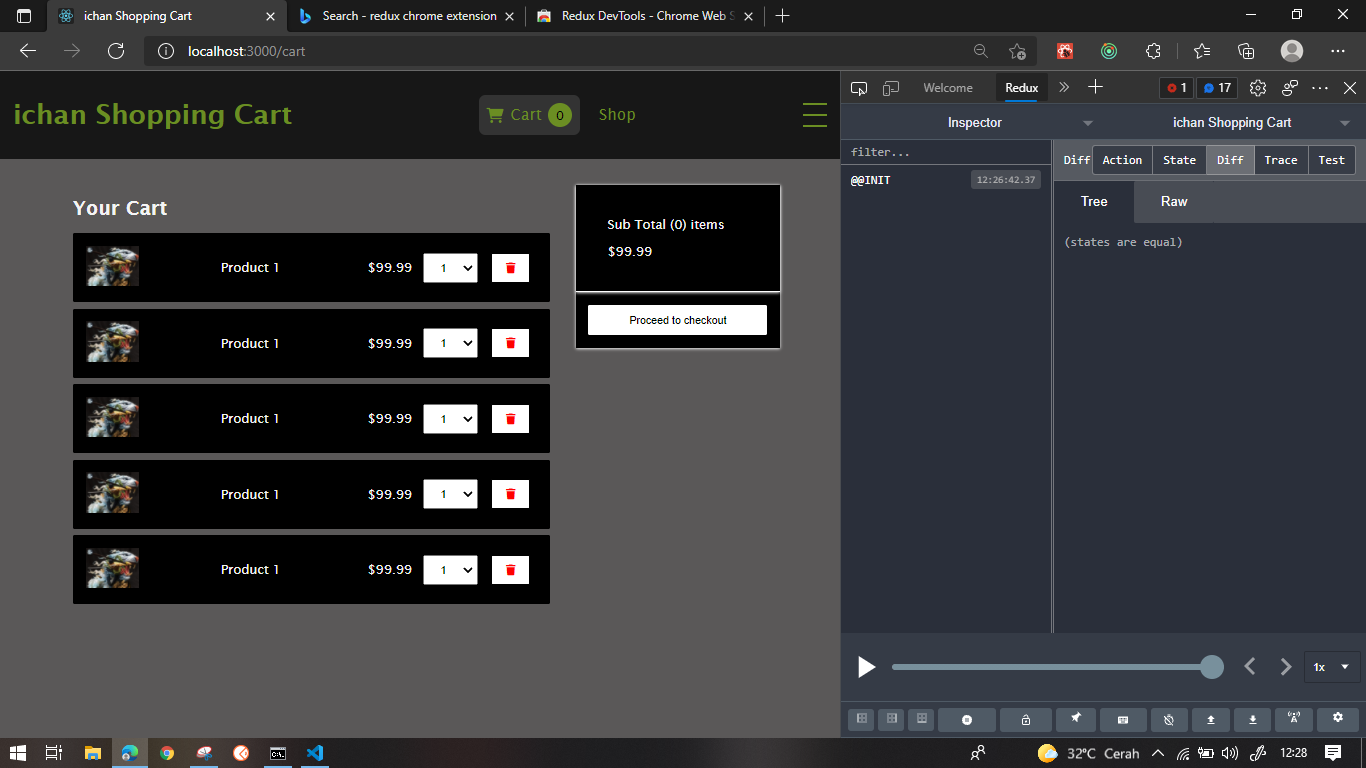 ichan Shopping Cart
Search - redux chrome extension
Redux DevTools - Chrome Web S
localhost:3000/cart
ichan Shopping Cart
Cart 0
Shop
Your Cart
Product 1 $99.99 1
Product 1 $99.99 1
Product 1 $99.99 1
Product 1 $99.99 1
Product 1 $99.99 1
Sub Total (0) items
$99.99
Proceed to checkout
Welcome
Redux
1
17
Inspector
ichan Shopping Cart
filter...
@@INIT 12:26:42.37
Diff Action State Diff Trace Test
Tree Raw
(states are equal)
1x
32°C Cerah
12:28